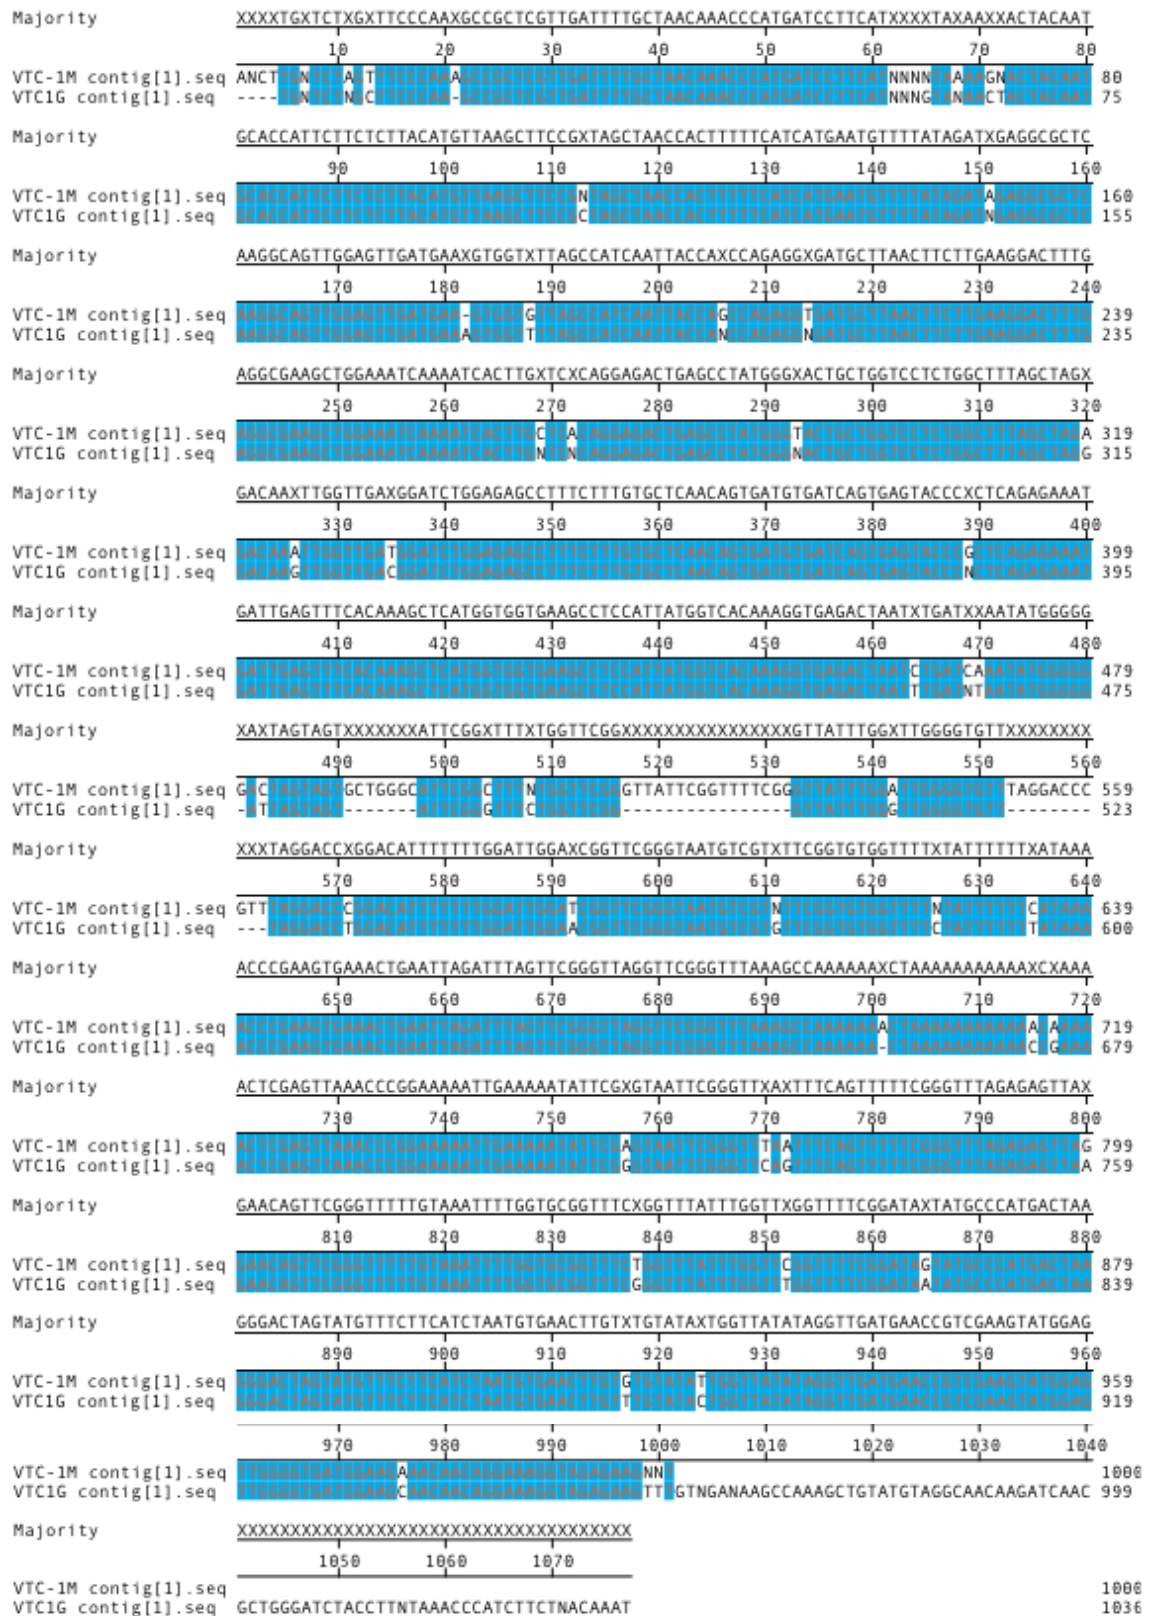 Majority XXXXTGXTCTXGXTTCCCAAXGCCGCTCGTTGATTTTGCTAACAAACCCATGATCCTTCATXXXXTAXAAXXACTACAAT
10 20 30 40 50 60 70 80
VTC-1M contig[1].seq ANCTTGNTCTAGTTTCCCAAAGCCGCTCGTTGATTTTGCTAACAAACCCATGATCCTTCATNNNNTAAAAGNACTACAAT 80
VTC1G contig[1].seq ----TGNTCTNGCTTCCCAA-GCCGCTCGTTGATTTTGCTAACAAACCCATGATCCTTCATNNNGTANAACTACTACAAT 75
Majority GCACCATTCTTCTCTTACATGTTAAGCTTCCGXTAGCTAACCACTTTTTCATCATGAATGTTTTATAGATXGAGGCGCTC
90 100 110 120 130 140 150 160
VTC-1M contig[1].seq GCACCATTCTTCTCTTACATGTTAAGCTTCCGNTAGCTAACCACTTTTTCATCATGAATGTTTTATAGATAGAGGCGCTC 160
VTC1G contig[1].seq GCACCATTCTTCTCTTACATGTTAAGCTTCCGCTAGCTAACCACTTTTTCATCATGAATGTTTTATAGATNGAGGCGCTC 155
Majority AAGGCAGTTGGAGTTGATGAAXGTGGTXTTAGCCATCAATTACCAXCCAGAGGXGATGCTTAACTTCTTGAAGGACTTTG
170 180 190 200 210 220 230 240
VTC-1M contig[1].seq AAGGCAGTTGGAGTTGATGAA-GTGGTGTTAGCCATCAATTACCAGCCAGAGGTGATGCTTAACTTCTTGAAGGACTTTG 239
VTC1G contig[1].seq AAGGCAGTTGGAGTTGATGAAAGTGGTTTTAGCCATCAATTACCANCCAGAGGNGATGCTTAACTTCTTGAAGGACTTTG 235
Majority AGGCGAAGCTGGAAATCAAAATCACTTGXTCXCAGGAGACTGAGCCTATGGGXACTGCTGGTCCTCTGGCTTTAGCTAGX
250 260 270 280 290 300 310 320
VTC-1M contig[1].seq AGGCGAAGCTGGAAATCAAAATCACTTGCTCACAGGAGACTGAGCCTATGGGTACTGCTGGTCCTCTGGCTTTAGCTAGA 319
VTC1G contig[1].seq AGGCGAAGCTGGAAATCAAAATCACTTGNTCNCAGGAGACTGAGCCTATGGGNACTGCTGGTCCTCTGGCTTTAGCTAGG 315
Majority GACAAXTTGGTTGAXGGATCTGGAGAGCCTTTCTTTGTGCTCAACAGTGATGTGATCAGTGAGTACCCXCTCAGAGAAAT
330 340 350 360 370 380 390 400
VTC-1M contig[1].seq GACAAATTGGTTGATGGATCTGGAGAGCCTTTCTTTGTGCTCAACAGTGATGTGATCAGTGAGTACCCGCTCAGAGAAAT 399
VTC1G contig[1].seq GACAAGTTGGTTGACGGATCTGGAGAGCCTTTCTTTGTGCTCAACAGTGATGTGATCAGTGAGTACCCNCTCAGAGAAAT 395
Majority GATTGAGTTTCACAAAGCTCATGGTGGTGAAGCCTCCATTATGGTCACAAAGGTGAGACTAATXTGATXXAATATGGGGG
410 420 430 440 450 460 470 480
VTC-1M contig[1].seq GATTGAGTTTCACAAAGCTCATGGTGGTGAAGCCTCCATTATGGTCACAAAGGTGAGACTAATCTGATCAAATATGGGGG 479
VTC1G contig[1].seq GATTGAGTTTCACAAAGCTCATGGTGGTGAAGCCTCCATTATGGTCACAAAGGTGAGACTAATTTGATNTAATATGGGGG 475
Majority XAXTAGTAGTXXXXXXXATTCGGXTTTXTGGTTCGGXXXXXXXXXXXXXXXXGTTATTTGGXTTGGGGTGTTXXXXXXXX
490 500 510 520 530 540 550 560
VTC-1M contig[1].seq GACTAGTAGTGCTGGGCATTCGGCTTTNTGGTTCGGGTTATTCGGTTTTCGGGTTATTTGGATTGGGGTGTTTAGGACCC 559
VTC1G contig[1].seq -ATTAGTAGT-------ATTCGGGTTTCTGGTTCGG----------------GTTATTTGGGTTGGGGTGTT-------- 523
Majority XXXTAGGACCXGGACATTTTTTTGGATTGGAXCGGTTCGGGTAATGTCGTXTTCGGTGTGGTTTTXTATTTTTTXATAAA
570 580 590 600 610 620 630 640
VTC-1M contig[1].seq GTTTAGGACCCGGACATTTTTTTGGATTGGATCGGTTCGGGTAATGTCGTNTTCGGTGTGGTTTTNTATTTTTTCATAAA 639
VTC1G contig[1].seq ---TAGGACCTGGACATTTTTTTGGATTGGAACGGTTCGGGTAATGTCGTGTTCGGTGTGGTTTTCTATTTTTTTATAAA 600
Majority ACCCGAAGTGAAACTGAATTAGATTTAGTTCGGGTTAGGTTCGGGTTTAAAGCCAAAAAAXCTAAAAAAAAAAAXCXAAA
650 660 670 680 690 700 710 720
VTC-1M contig[1].seq ACCCGAAGTGAAACTGAATTAGATTTAGTTCGGGTTAGGTTCGGGTTTAAAGCCAAAAAAACTAAAAAAAAAAAACAAAA 719
VTC1G contig[1].seq ACCCGAAGTGAAACTGAATTAGATTTAGTTCGGGTTAGGTTCGGGTTTAAAGCCAAAAAA-CTAAAAAAAAAAACCGAAA 679
Majority ACTCGAGTTAAACCCGGAAAAATTGAAAAATATTCGXGTAATTCGGGTTXAXTTTCAGTTTTTCGGGTTTAGAGAGTTAX
730 740 750 760 770 780 790 800
VTC-1M contig[1].seq ACTCGAGTTAAACCCGGAAAAATTGAAAAATATTCGAGTAATTCGGGTTTAATTTCAGTTTTTCGGGTTTAGAGAGTTAG 799
VTC1G contig[1].seq ACTCGAGTTAAACCCGGAAAAATTGAAAAATATTCGGGTAATTCGGGTTCAGTTTCAGTTTTTCGGGTTTAGAGAGTTAA 759
Majority GAACAGTTCGGGTTTTTGTAAATTTTGGTGCGGTTTCXGGTTTATTTGGTTXGGTTTTCGGATAXTATGCCCATGACTAA
810 820 830 840 850 860 870 880
VTC-1M contig[1].seq GAACAGTTCGGGTTTTTGTAAATTTTGGTGCGGTTTCTGGTTTATTTGGTTCGGTTTTCGGATAGTATGCCCATGACTAA 879
VTC1G contig[1].seq GAACAGTTCGGGTTTTTGTAAATTTTGGTGCGGTTTCGGGTTTATTTGGTTTGGTTTTCGGATAATATGCCCATGACTAA 839
Majority GGGACTAGTATGTTTCTTCATCTAATGTGAACTTGTXTGTATAXTGGTTATATAGGTTGATGAACCGTCGAAGTATGGAG
890 900 910 920 930 940 950 960
VTC-1M contig[1].seq GGGACTAGTATGTTTCTTCATCTAATGTGAACTTGTGTGTATATTGGTTATATAGGTTGATGAACCGTCGAAGTATGGAG 959
VTC1G contig[1].seq GGGACTAGTATGTTTCTTCATCTAATGTGAACTTGTTTGTATACTGGTTATATAGGTTGATGAACCGTCGAAGTATGGAG 919
970 980 990 1000 1010 1020 1030 1040
VTC-1M contig[1].seq TTGGGGTGATGGAAGAAAACAACAGGAAAGGTAGAGAAGNNT 1000
VTC1G contig[1].seq TTGGGGTGATGGAAGCAACAACAGGAAAGGTAGAGAAGTTTGTNGANAAGCCAAAGCTGTATGTAGGCAACAAGATCAAC 999
Majority XXXXXXXXXXXXXXXXXXXXXXXXXXXXXXXXXXXXX
1050 1060 1070
VTC-1M contig[1].seq 1000
VTC1G contig[1].seq GCTGGGATCTACCTTNTAAACCCATCTTCTNACAAAT 1036